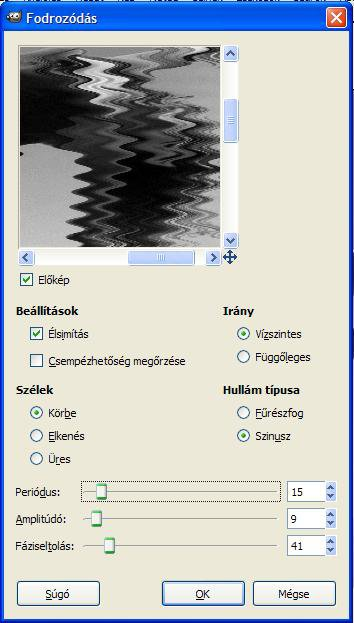 Fodrozódás
Előkép
Beállítások
Élsimítás
Csempézhetőség megőrzése
Irány
Vízszintes
Függőleges
Szélek
Körbe
Elkenés
Üres
Hullám típusa
Fűrészfog
Szinusz
Periódus: 15
Amplitúdó: 9
Fáziseltolás: 41
Súgó OK Mégse